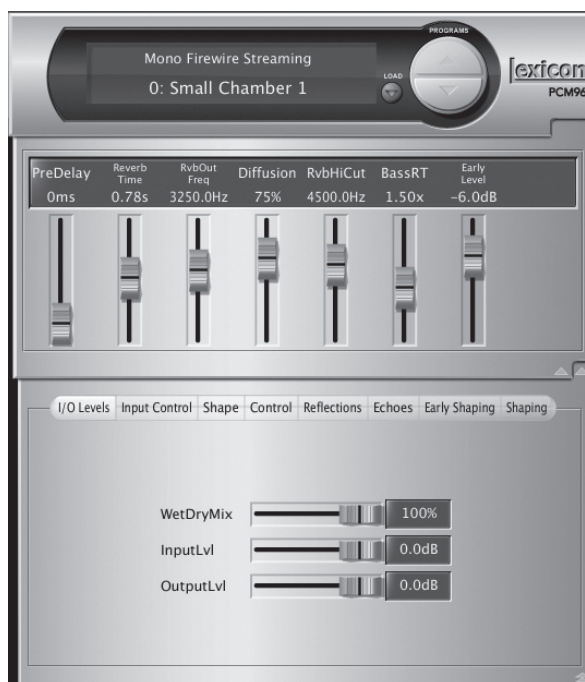 PROGRAMS
Mono Firewire Streaming
0: Small Chamber 1
LOAD
lexicon
PCM96
PreDelay Reverb Time RvbOut Freq Diffusion RvbHiCut BassRT Early Level
0ms 0.78s 3250.0Hz 75% 4500.0Hz 1.50x -6.0dB
I/O Levels Input Control Shape Control Reflections Echoes Early Shaping Shaping
WetDryMix 100%
InputLvl 0.0dB
OutputLvl 0.0dB